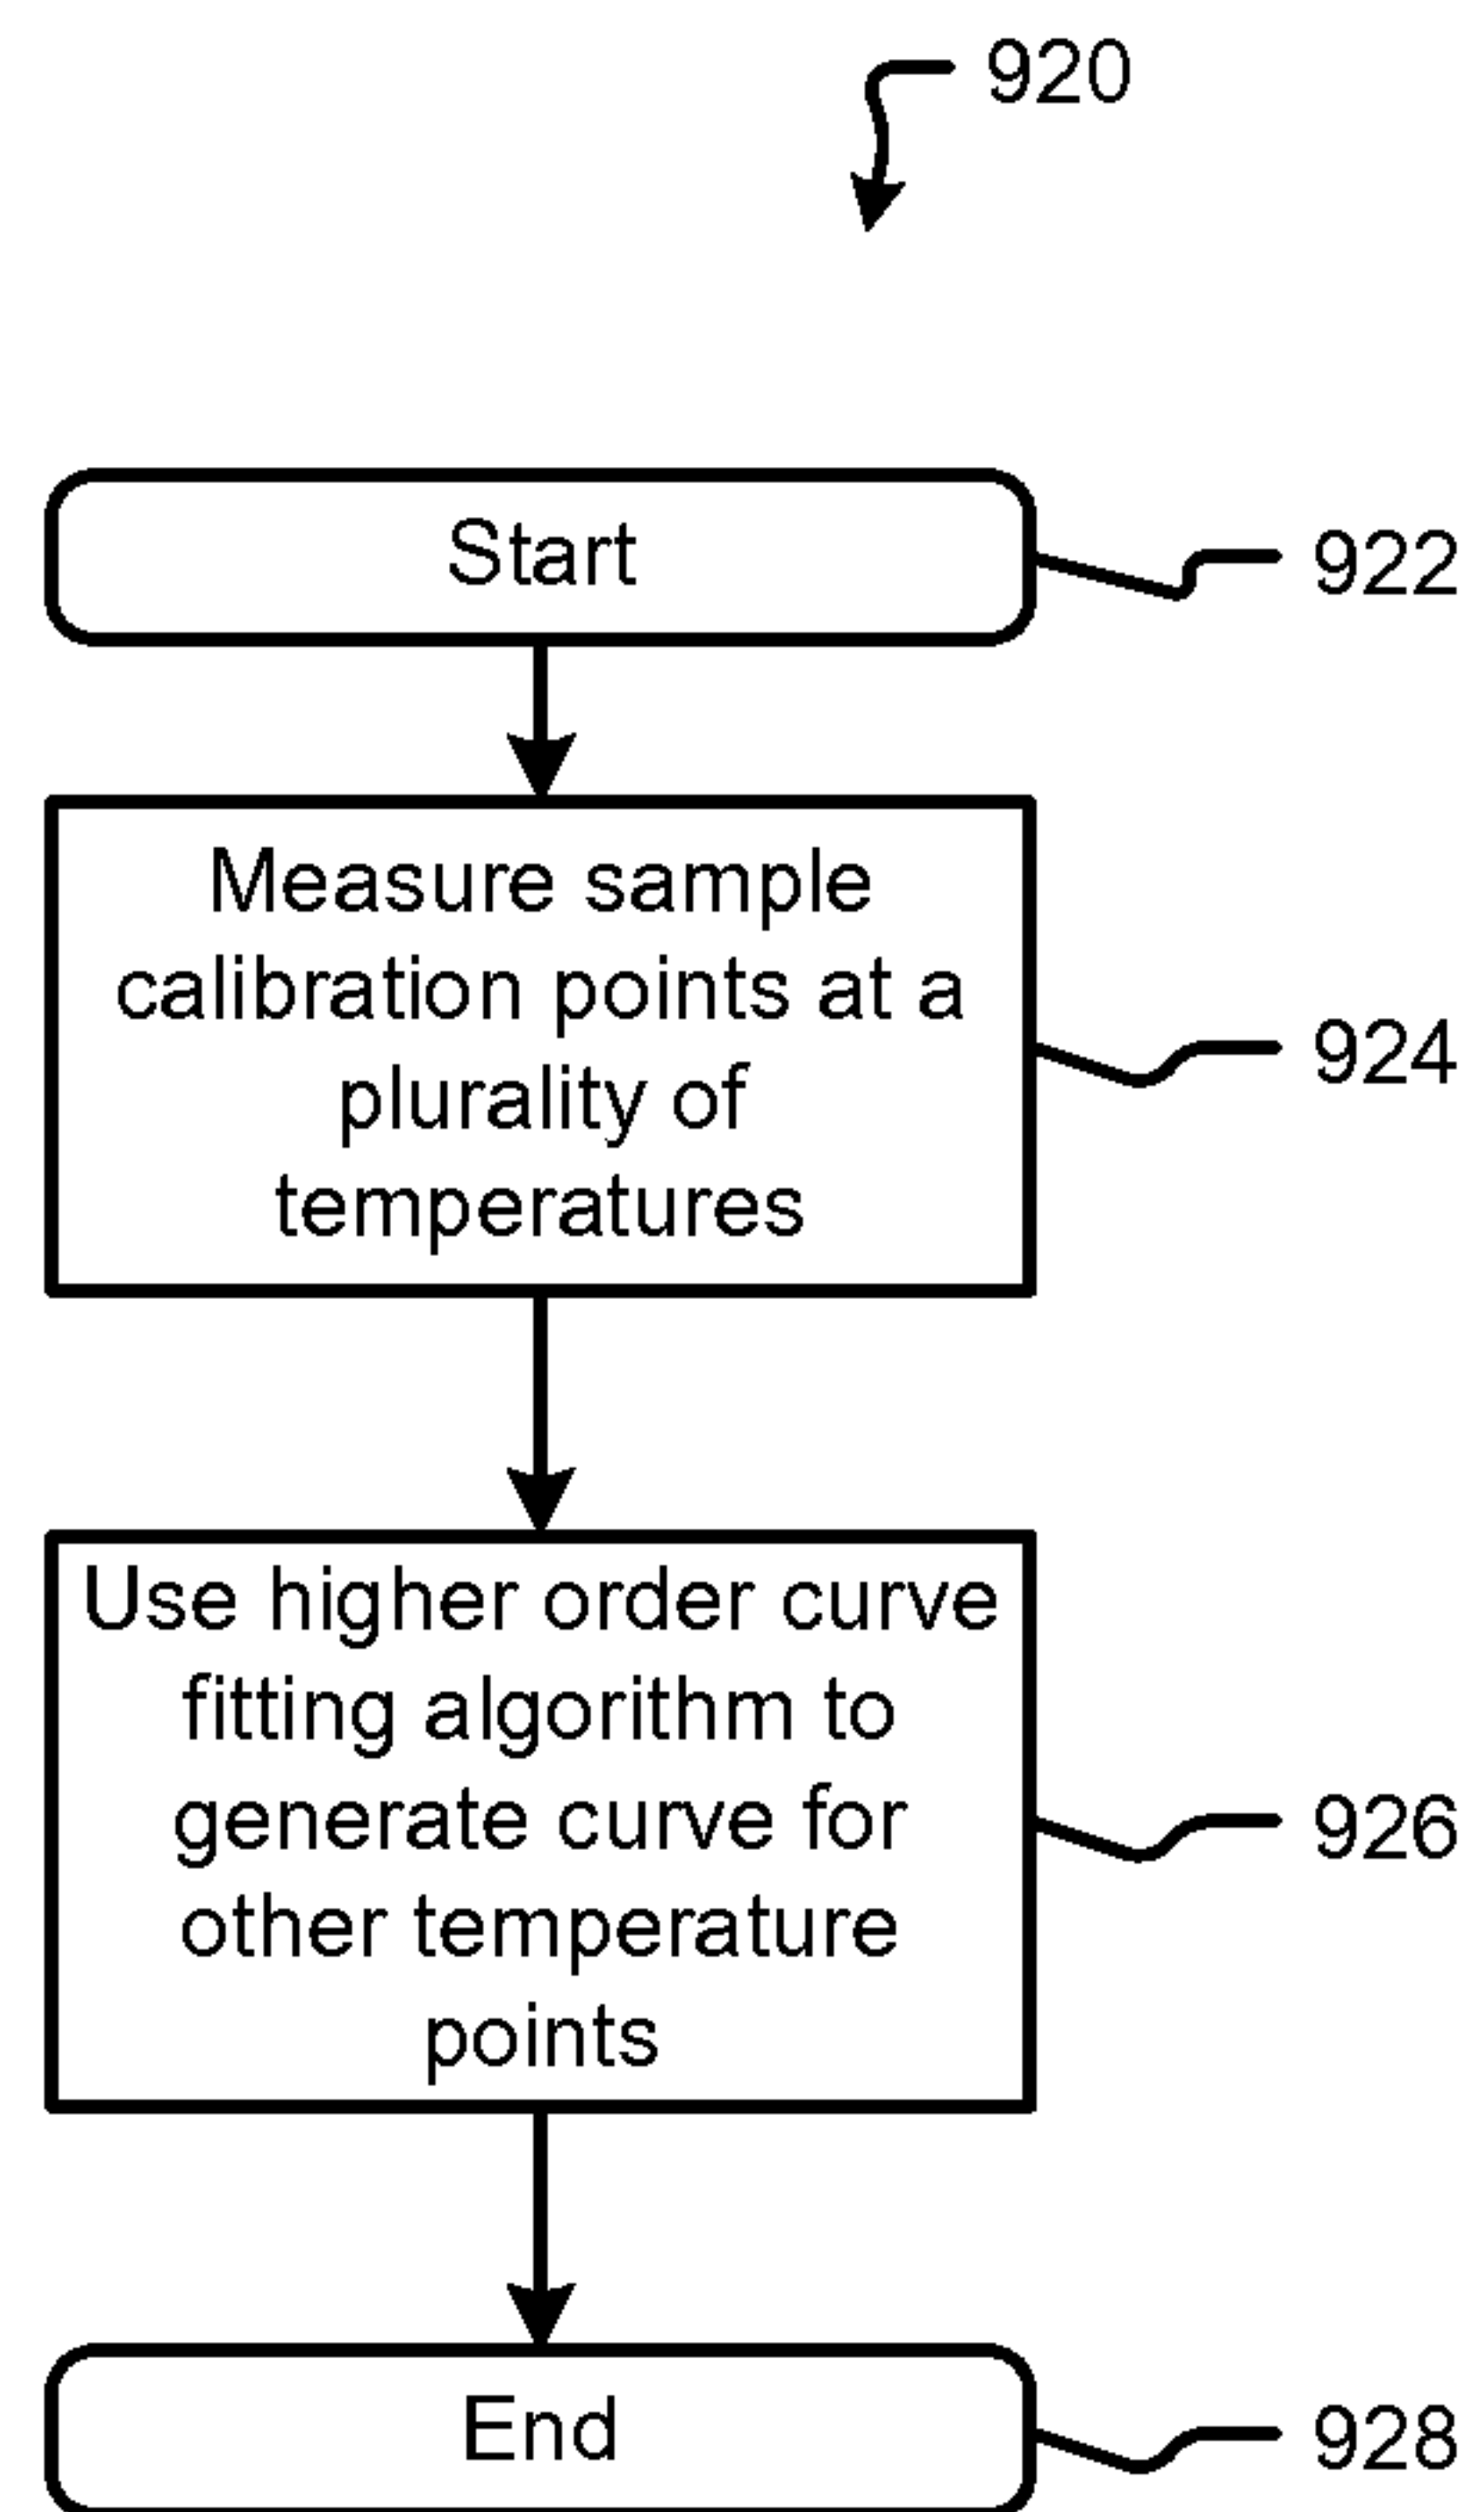 920
Start
922
Measure sample
calibration points at a
plurality of
temperatures
924
Use higher order curve
fitting algorithm to
generate curve for
other temperature
points
926
End
928